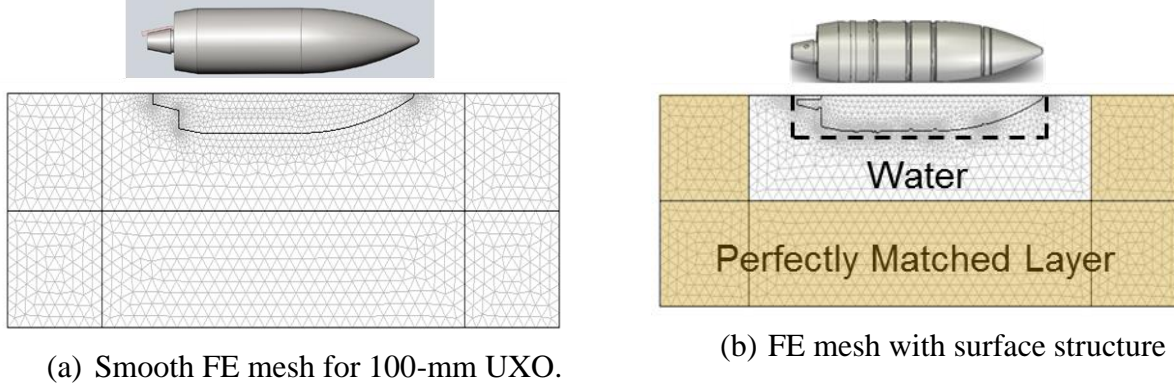 Water
Perfectly Matched Layer
(a) Smooth FE mesh for 100-mm UXO.
(b) FE mesh with surface structure